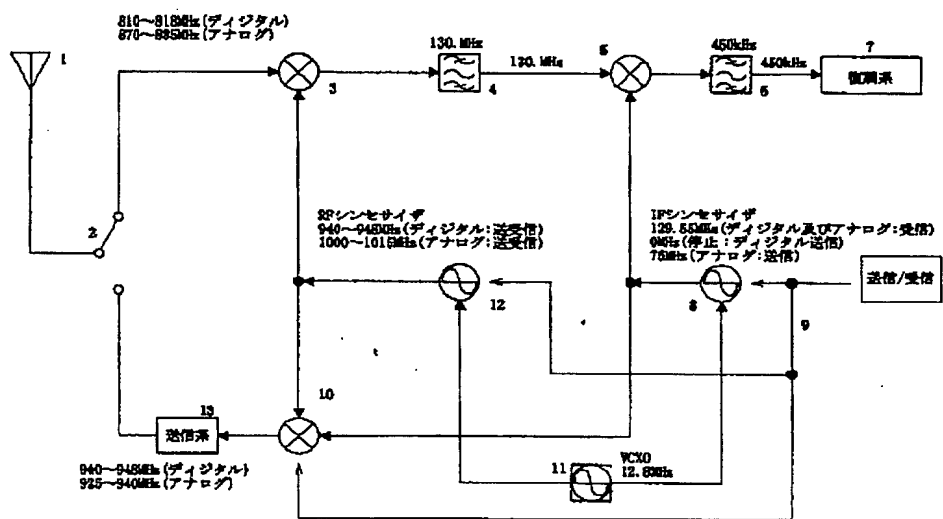 810〜818MHz(ディジタル)
870〜885MHz(アナログ)
1
2
3
130.MHz
4
130.MHz
5
450kHz
6
450kHz
7
復調系
RFシンセサイザ
940〜948MHz(ディジタル:送受信)
1000〜1015MHz(アナログ:送受信)
12
IFシンセサイザ
129.55MHz(ディジタル及びアナログ:受信)
0MHz(停止:ディジタル送信)
75MHz(アナログ:送信)
8
送信/受信
9
10
13
送信系
940〜948MHz(ディジタル)
925〜940MHz(アナログ)
11
VCXO
12.8MHz